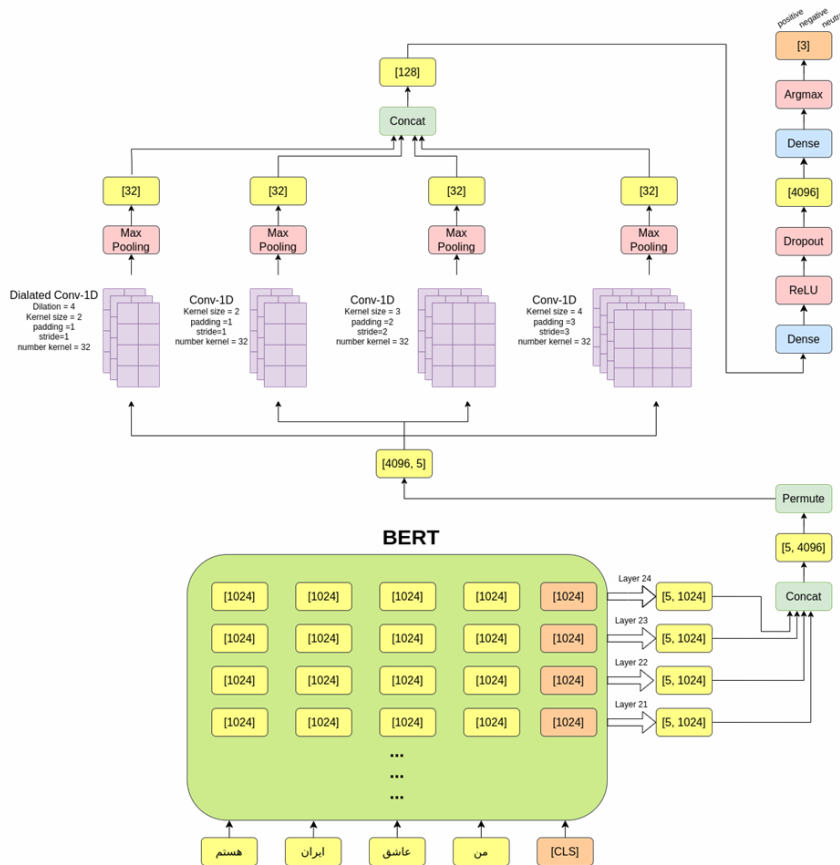 positive
negative
[3]
Argmax
Dense
[4096]
Dropout
ReLU
Dense
[128]
Concat
[32]
[32]
[32]
[32]
Max
Pooling
Max
Pooling
Max
Pooling
Max
Pooling
Dialated Conv-1D
Dilation = 4
Kernel size = 2
padding =1
stride=1
number kernel = 32
Conv-1D
Kernel size = 2
padding =1
stride=1
number kernel = 32
Conv-1D
Kernel size = 3
padding =2
stride=2
number kernel = 32
Conv-1D
Kernel size = 4
padding =3
stride=3
number kernel = 32
[4096, 5]
Permute
[5, 4096]
Concat
BERT
[1024] [1024] [1024] [1024] [1024] Layer 24 [5, 1024]
[1024] [1024] [1024] [1024] [1024] Layer 23 [5, 1024]
[1024] [1024] [1024] [1024] [1024] Layer 22 [5, 1024]
[1024] [1024] [1024] [1024] [1024] Layer 21 [5, 1024]
...
...
...
هستم
ایران
عاشق
من
[CLS]